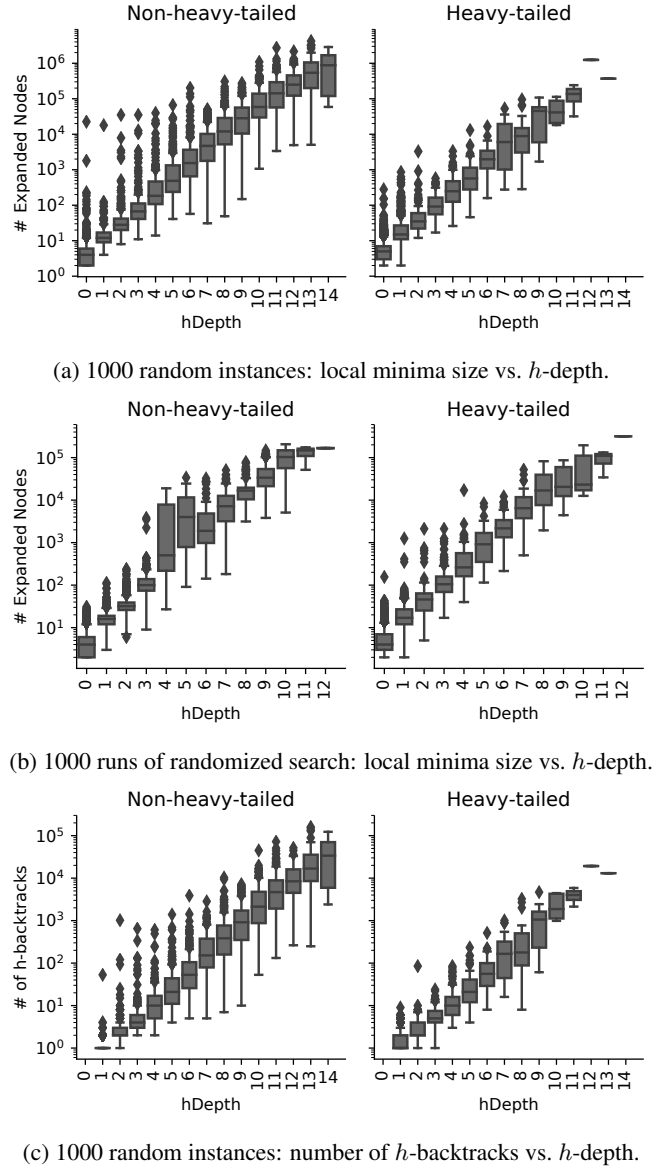 Non-heavy-tailed
Heavy-tailed
# Expanded Nodes
10^6
10^5
10^4
10^3
10^2
10^1
10^0
0 1 2 3 4 5 6 7 8 9 10 11 12 13 14
0 1 2 3 4 5 6 7 8 9 10 11 12 13 14
hDepth
hDepth
(a) 1000 random instances: local minima size vs. h-depth.
Non-heavy-tailed
Heavy-tailed
# Expanded Nodes
10^5
10^4
10^3
10^2
10^1
0 1 2 3 4 5 6 7 8 9 10 11 12
0 1 2 3 4 5 6 7 8 9 10 11 12
hDepth
hDepth
(b) 1000 runs of randomized search: local minima size vs. h-depth.
Non-heavy-tailed
Heavy-tailed
# of h-backtracks
10^5
10^4
10^3
10^2
10^1
10^0
0 1 2 3 4 5 6 7 8 9 10 11 12 13 14
0 1 2 3 4 5 6 7 8 9 10 11 12 13 14
hDepth
hDepth
(c) 1000 random instances: number of h-backtracks vs. h-depth.